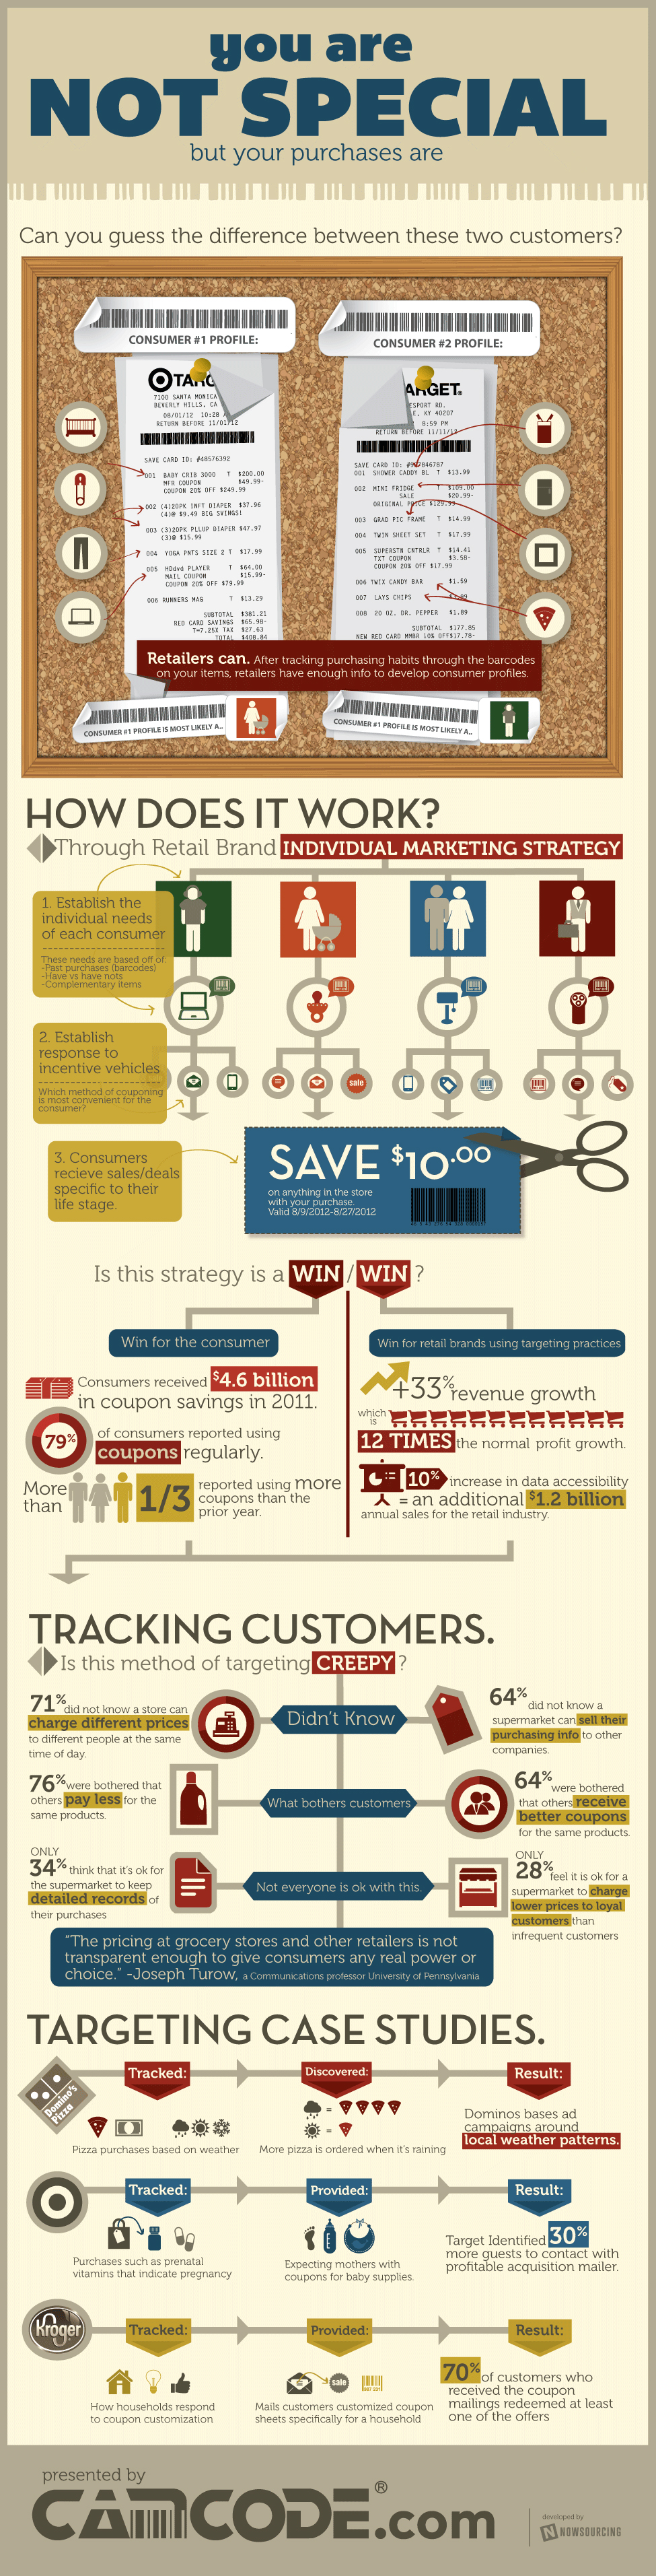 you are
NOT SPECIAL
but your purchases are
Can you guess the difference between these two customers?
CONSUMER #1 PROFILE:
7100 SANTA MONICA
BEVERLY HILLS, CA
08/01/12 10:28
RETURN BEFORE 11/01/12
SAVE CARD ID: #48576392
001 BABY CRIB 3000 T $200.00
MFR COUPON $49.99-
COUPON 20% OFF $249.99
002 (4)20PK INFT DIAPER $37.96
(4)@ $9.49 BIG SAVINGS!
003 (3)20PK PLLUP DIAPER $47.97
(3)@ $15.99
004 YOGA PNTS SIZE 2 T $17.99
005 HDdvd PLAYER T $64.00
MAIL COUPON $15.99-
COUPON 20% OFF $79.99
006 RUNNERS MAG T $13.29
SUBTOTAL $381.21
RED CARD SAVINGS $65.98-
T=7.25% TAX $27.63
TOTAL $408.84
CONSUMER #2 PROFILE:
ARGET.
ESPORT RD.
LE, KY 40207
8:59 PM
RETURN BEFORE 11/11/12
SAVE CARD ID:
001 SHOWER CADDY BL T $13.99
002 MINI FRIDGE T $109.00
SALE $20.99-
ORIGINAL PRICE $129.99
003 GRAD PIC FRAME T $14.99
004 TWIN SHEET SET T $17.99
005 SUPERSTN CNTRLR T $14.41
TXT COUPON $3.58-
COUPON 20% OFF $17.99
006 TWIX CANDY BAR $1.59
007 LAYS CHIPS
008 20 OZ. DR. PEPPER $1.89
SUBTOTAL $177.85
NEW RED CARD MMBR 10% OFF$17.78-
Retailers can. After tracking purchasing habits through the barcodes
on your items, retailers have enough info to develop consumer profiles.
CONSUMER #1 PROFILE IS MOST LIKELY A..
CONSUMER #1 PROFILE IS MOST LIKELY A..
HOW DOES IT WORK?
Through Retail Brand INDIVIDUAL MARKETING STRATEGY
1. Establish the
individual needs
of each consumer
These needs are based off of:
-Past purchases (barcodes)
-Have vs have nots
-Complementary items
2. Establish
response to
incentive vehicles
Which method of couponing
is most convenient for the
consumer?
sale
3. Consumers
recieve sales/deals
specific to their
life stage.
SAVE $10.00
on anything in the store
with your purchase.
Valid 8/9/2012-8/27/2012
Is this strategy is a WIN / WIN ?
Win for the consumer
Consumers received $4.6 billion
in coupon savings in 2011.
79% of consumers reported using
coupons regularly.
More than 1/3 reported using more
coupons than the
prior year.
Win for retail brands using targeting practices
+33% revenue growth
which is
12 TIMES the normal profit growth.
10% increase in data accessibility
= an additional $1.2 billion
annual sales for the retail industry.
TRACKING CUSTOMERS.
Is this method of targeting CREEPY ?
71% did not know a store can
charge different prices
to different people at the same
time of day.
Didn't Know
64% did not know a
supermarket can sell their
purchasing info to other
companies.
76% were bothered that
others pay less for the
same products.
What bothers customers
64% were bothered
that others receive
better coupons
for the same products.
ONLY
34% think that it's ok for
the supermarket to keep
detailed records of
their purchases
Not everyone is ok with this.
ONLY
28% feel it is ok for a
supermarket to charge
lower prices to loyal
customers than
infrequent customers
"The pricing at grocery stores and other retailers is not
transparent enough to give consumers any real power or
choice." -Joseph Turow, a Communications professor University of Pennsylvania
TARGETING CASE STUDIES.
Domino's
Pizza
Tracked:
Pizza purchases based on weather
Discovered:
=
=
More pizza is ordered when it's raining
Result:
Dominos bases ad
campaigns around
local weather patterns.
Tracked:
Purchases such as prenatal
vitamins that indicate pregnancy
Provided:
Expecting mothers with
coupons for baby supplies.
Result:
Target Identified 30%
more guests to contact with
profitable acquisition mailer.
Kroger
Tracked:
How households respond
to coupon customization
Provided:
sale
Mails customers customized coupon
sheets specifically for a household
Result:
70% of customers who
received the coupon
mailings redeemed at least
one of the offers
presented by
CAMCODE®.com
developed by
N NOWSOURCING